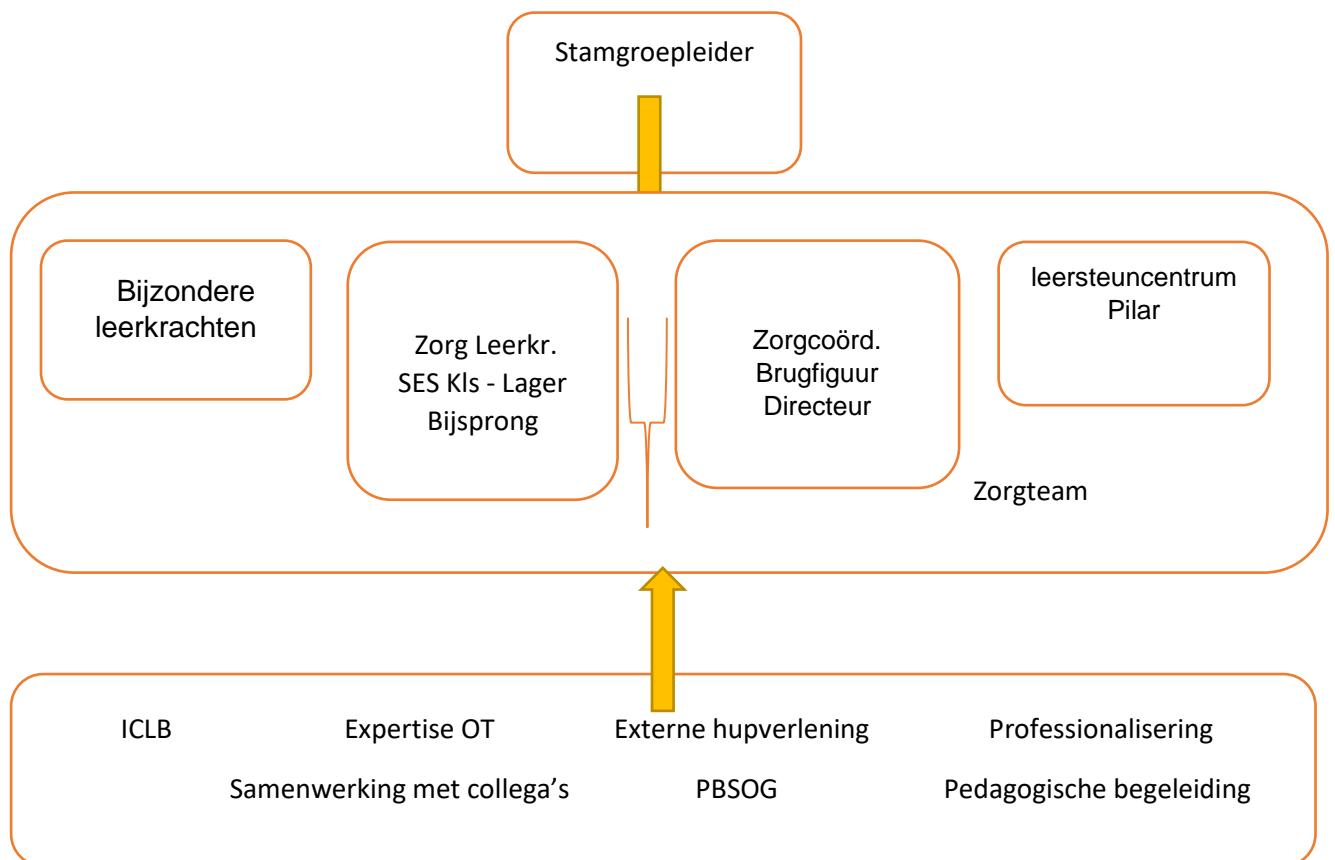 Stamgroepleider
Bijzondere
leerkrachten
Zorg Leerkr.
SES Kls - Lager
Bijsprong
Zorgcoörd.
Brugfiguur
Directeur
leersteuncentrum
Pilar
Zorgteam
ICLB
Expertise OT
Externe hupverlening
Professionalisering
Samenwerking met collega’s
PBSOG
Pedagogische begeleiding